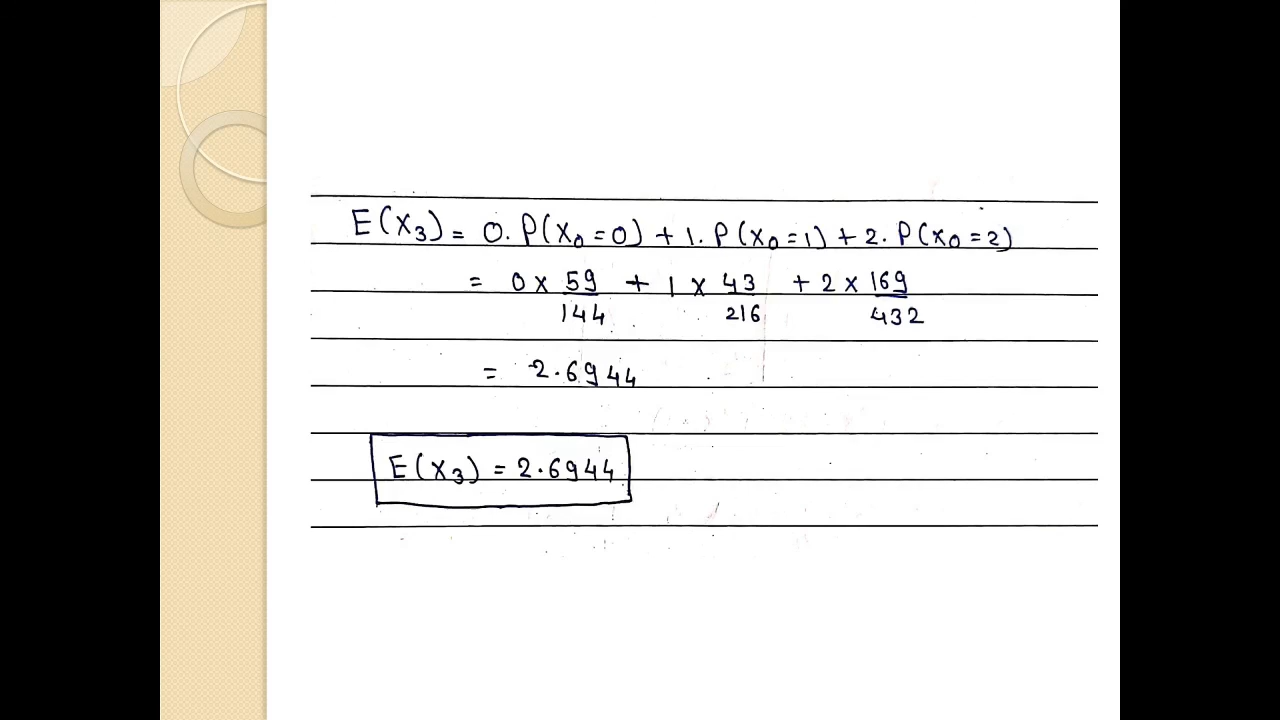 E(X₃) = 0. P(X₀ = 0) + 1. P(X₀ = 1) + 2. P(X₀ = 2)
= 0 × 59/144 + 1 × 43/216 + 2 × 169/432
= 2.6944
E(X₃) = 2.6944